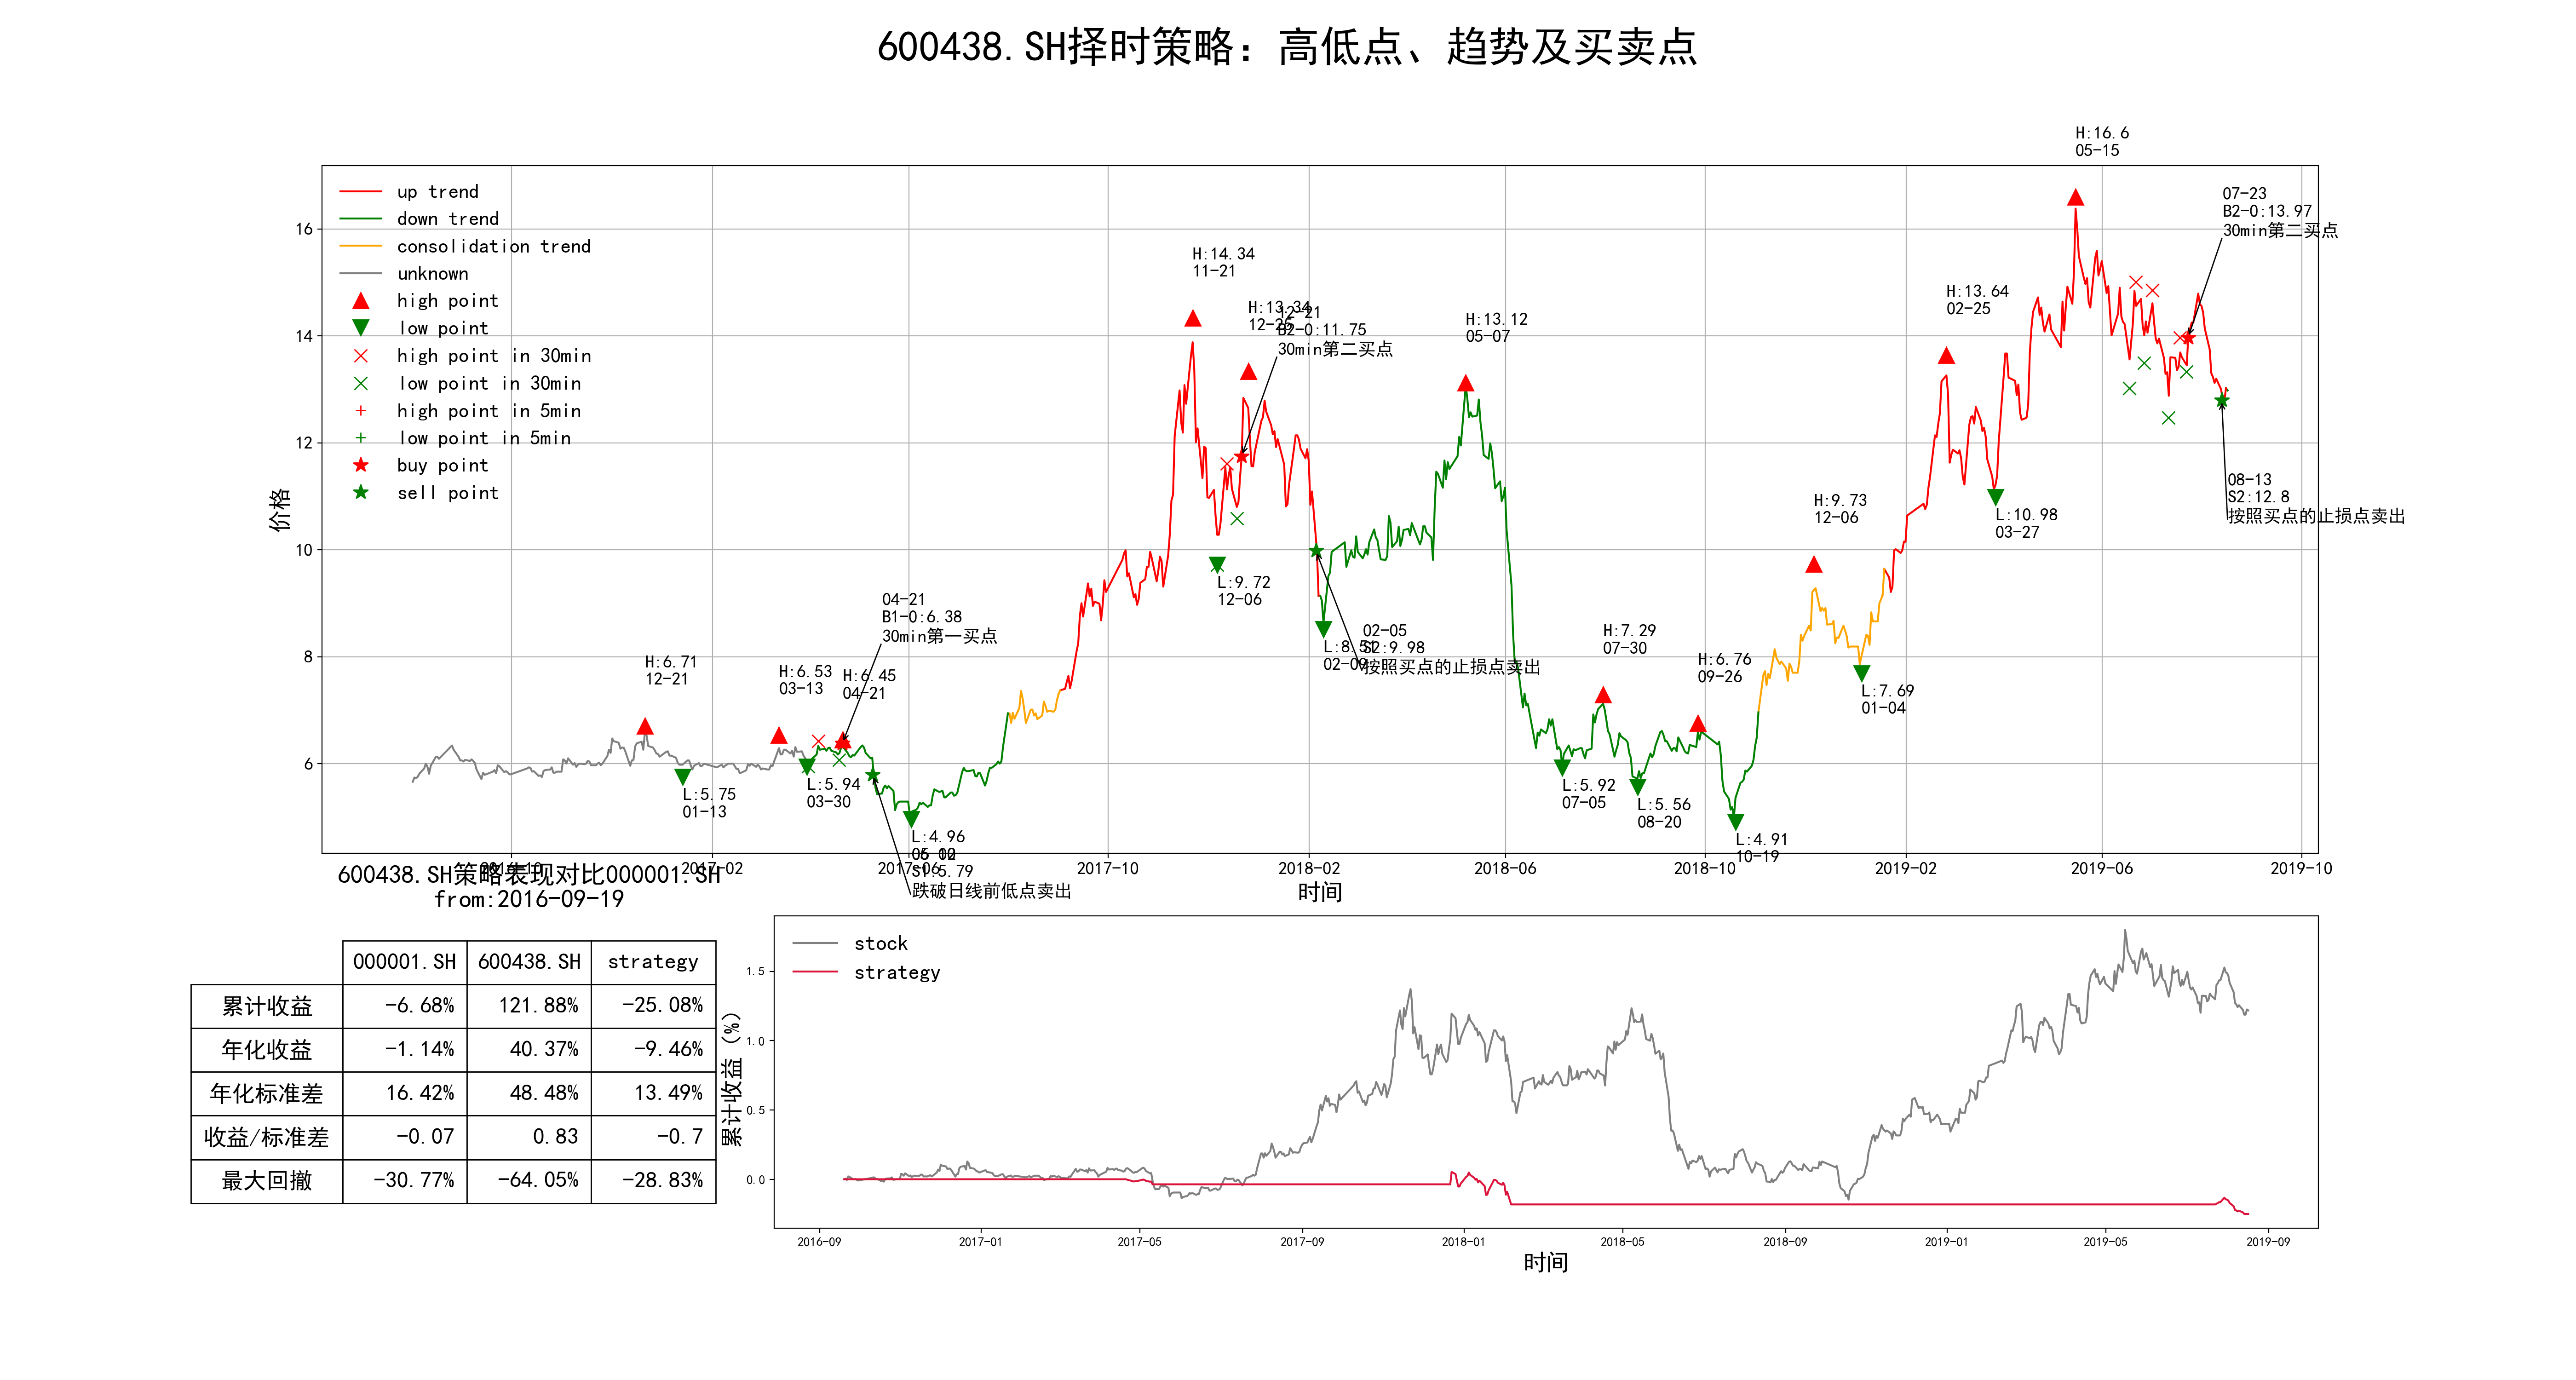 600438.SH择时策略：高低点、趋势及买卖点
H:16.6
05-15
up trend
down trend
consolidation trend
unknown
high point
low point
high point in 30min
low point in 30min
high point in 5min
low point in 5min
buy point
sell point
价格
16
14
12
10
8
6
H:6.71
12-21
L:5.75
01-13
H:6.53
03-13
L:5.94
03-30
H:6.45
04-21
04-21
B1-0:6.38
30min第一买点
L:4.96
S1:5.79
跌破日线前低点卖出
H:14.34
11-21
L:9.72
12-06
H:13.34
12-21
B2-0:11.75
30min第二买点
02-05
S2:9.98
按照买点的止损点卖出
02-09
H:13.12
05-07
L:5.92
07-05
H:7.29
07-30
L:5.56
08-20
H:6.76
09-26
L:4.91
10-19
H:9.73
12-06
L:7.69
01-04
H:13.64
02-25
L:10.98
03-27
07-23
B2-0:13.97
30min第二买点
08-13
S2:12.8
按照买点的止损点卖出
2017-02
2017-06
2017-10
2018-02
2018-06
2018-10
2019-02
2019-06
2019-10
时间
600438.SH策略表现对比000001.SH
from:2016-09-19
000001.SH 600438.SH strategy
累计收益 -6.68% 121.88% -25.08%
年化收益 -1.14% 40.37% -9.46%
年化标准差 16.42% 48.48% 13.49%
收益/标准差 -0.07 0.83 -0.7
最大回撤 -30.77% -64.05% -28.83%
stock
strategy
累计收益（%）
1.5
1.0
0.5
0.0
2016-09
2017-01
2017-05
2017-09
2018-01
2018-05
2018-09
2019-01
2019-05
2019-09
时间